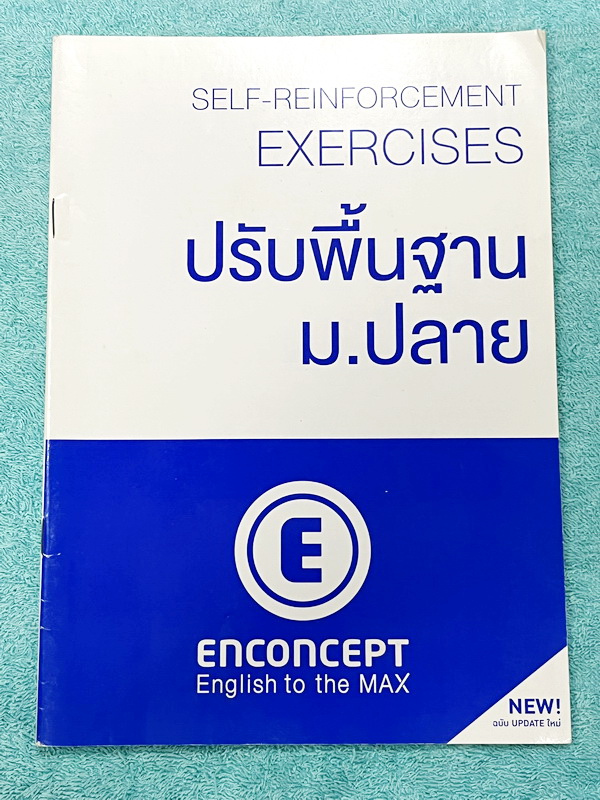 SELF-REINFORCEMENT
EXERCISES
ปรับพื้นฐาน
ม.ปลาย
E
ENCONCEPT
English to the MAX
NEW!
ฉบับ UPDATE ใหม่